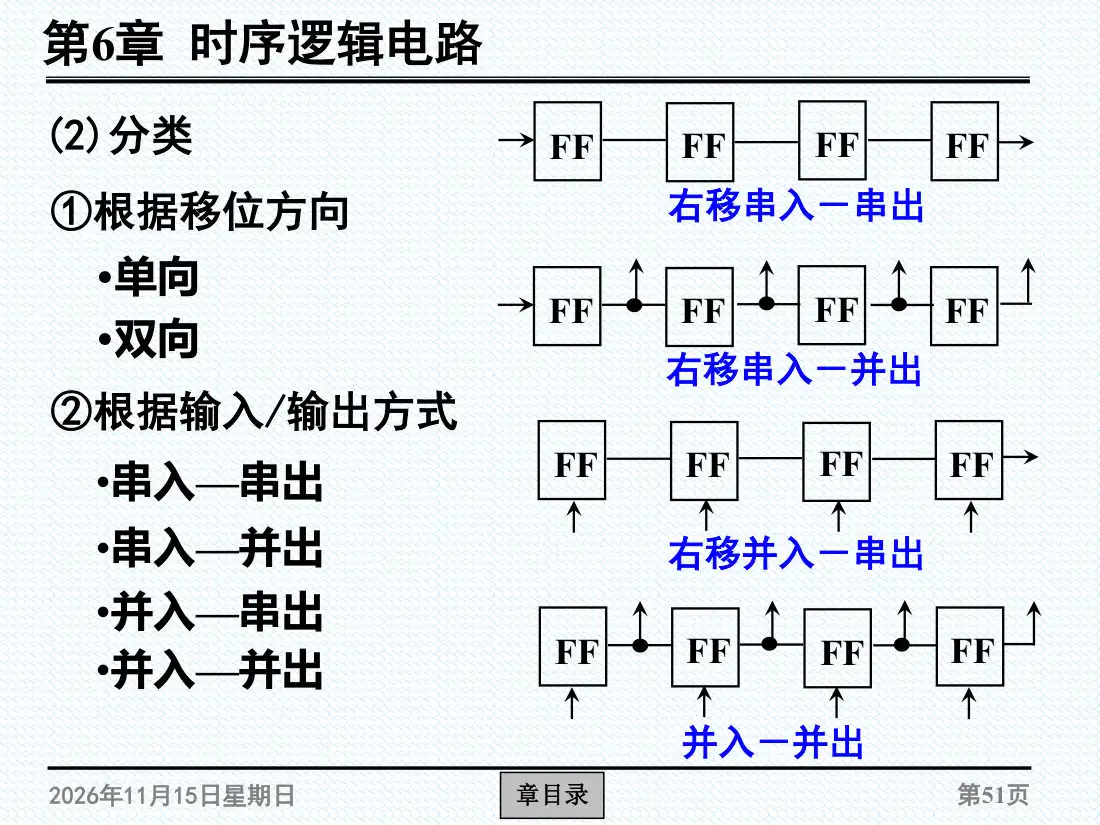 第6章 时序逻辑电路
(2)分类
①根据移位方向
•单向
•双向
②根据输入/输出方式
•串入—串出
•串入—并出
•并入—串出
•并入—并出
FF FF FF FF
右移串入－串出
FF FF FF FF
右移串入－并出
FF FF FF FF
右移并入－串出
FF FF FF FF
并入－并出
2026年11月15日星期日
章目录
第51页